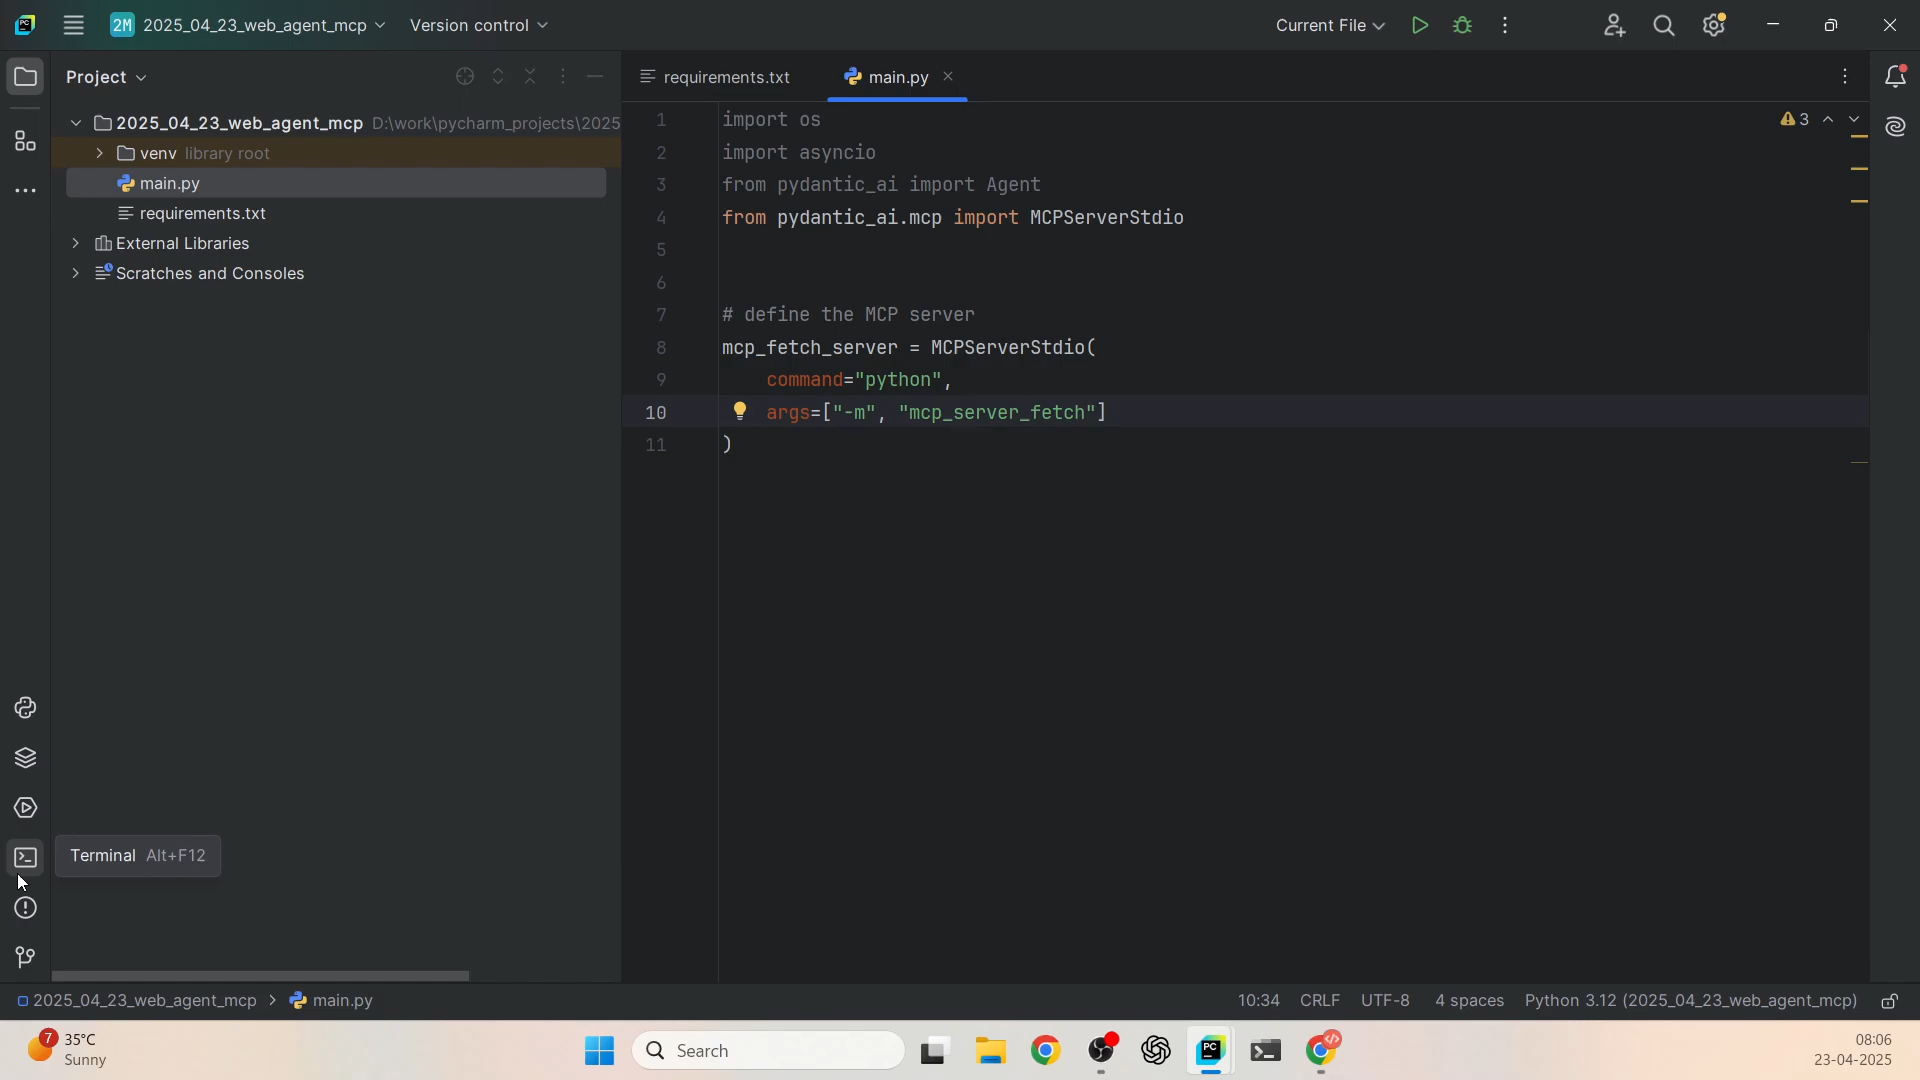 2M 2025_04_23_web_agent_mcp Version control Current File
Project
requirements.txt main.py
2025_04_23_web_agent_mcp D:\work\pycharm_projects\2025
venv library root
main.py
requirements.txt
External Libraries
Scratches and Consoles
1 import os
2 import asyncio
3 from pydantic_ai import Agent
4 from pydantic_ai.mcp import MCPServerStdio
5
6
7 # define the MCP server
8 mcp_fetch_server = MCPServerStdio(
9 command="python",
10 args=["-m", "mcp_server_fetch"]
11 )
3
Terminal Alt+F12
2025_04_23_web_agent_mcp > main.py
10:34 CRLF UTF-8 4 spaces Python 3.12 (2025_04_23_web_agent_mcp)
7
35°C
Sunny
Search
PC
08:06
23-04-2025